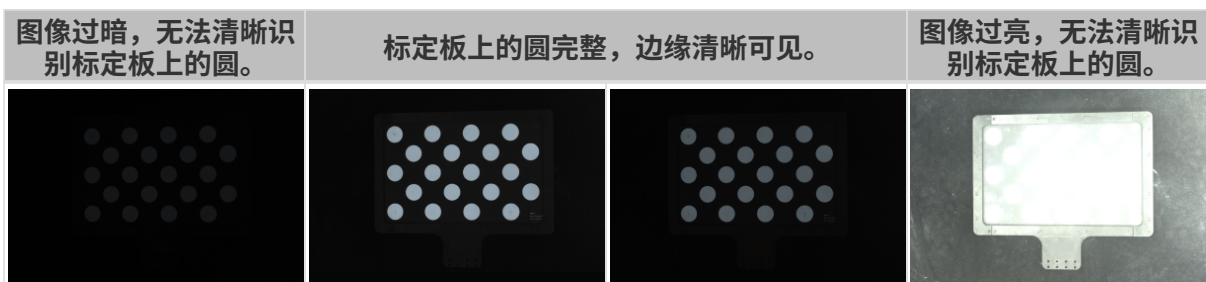 图像过暗，无法清晰识
别标定板上的圆。
标定板上的圆完整，边缘清晰可见。
图像过亮，无法清晰识
别标定板上的圆。